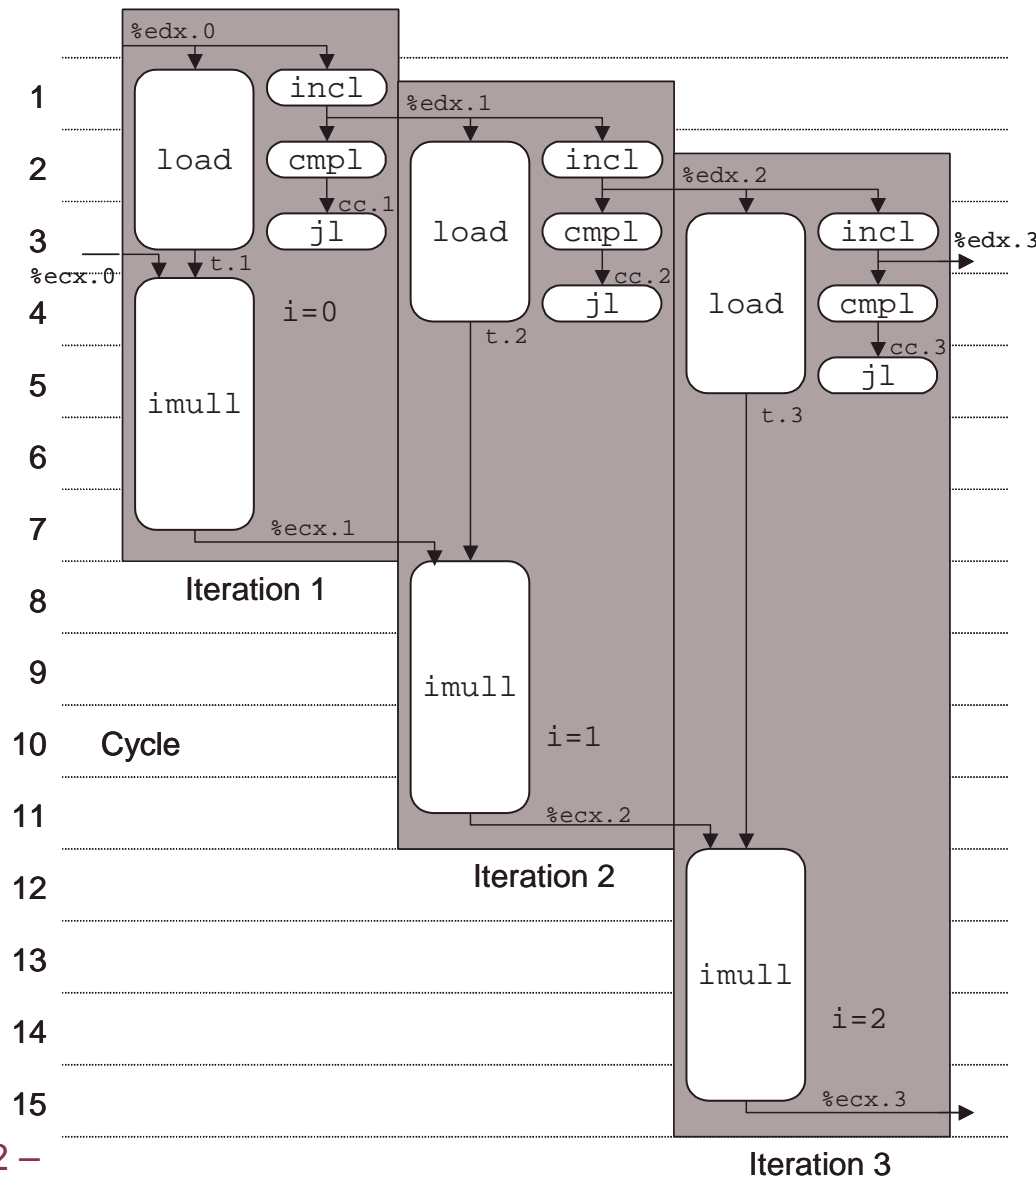 %edx.0
1
incl
%edx.1
load
cmpl
incl
2
%edx.2
cc.1
jl
load
cmpl
incl
3
%edx.3
%ecx.0
t.1
cc.2
4
i=0
jl
load
cmpl
t.2
cc.3
5
imull
jl
t.3
6
7
%ecx.1
Iteration 1
8
9
imull
10
Cycle
i=1
11
%ecx.2
Iteration 2
12
13
imull
14
i=2
15
%ecx.3
2 –
Iteration 3